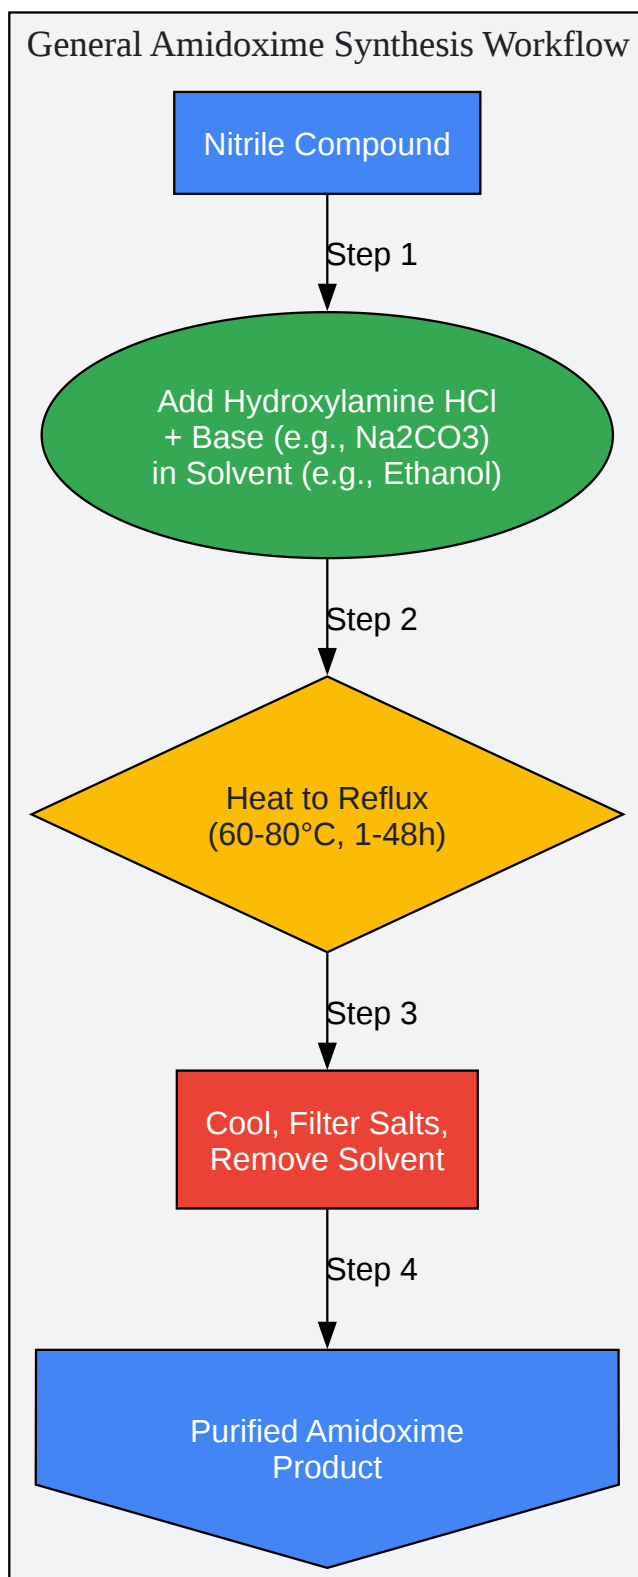 General Amidoxime Synthesis Workflow
Nitrile Compound
Step 1
Add Hydroxylamine HCl
+ Base (e.g., Na2CO3)
in Solvent (e.g., Ethanol)
Step 2
Heat to Reflux
(60-80°C, 1-48h)
Step 3
Cool, Filter Salts,
Remove Solvent
Step 4
Purified Amidoxime
Product